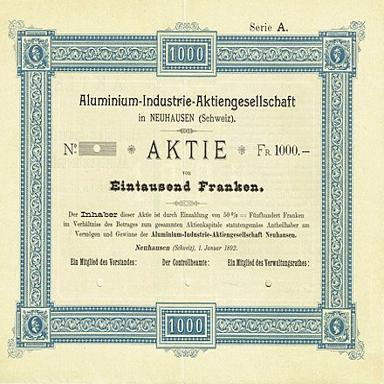 Serie A.
1000
Aluminium-Industrie-Aktiengesellschaft
in NEUHAUSEN (Schweiz).
No. * AKTIE * FR. 1000.—
von
Eintausend Franken.
Der Inhaber dieser Aktie ist durch Einzahlung von 50 % = Fünfhundert Franken
im Verhältniss des Betrages zum gesammten Aktienkapitale statutengemäss Antheilhaber am
Vermögen und Gewinne der Aluminium-Industrie-Aktiengesellschaft Neuhausen.
Neuhausen (Schweiz), 1. Januar 1892.
Ein Mitglied des Vorstandes: Der Controlbeamte: Ein Mitglied des Verwaltungsrathes:
1000